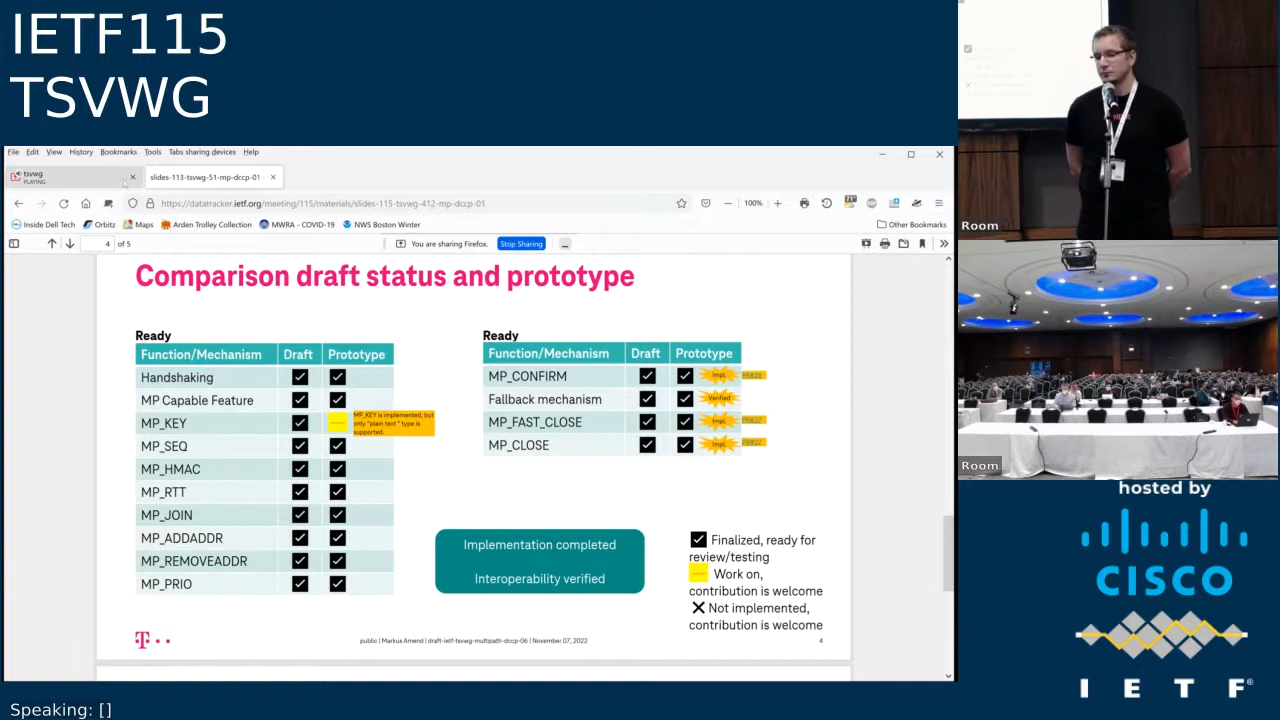 IETF115
TSVWG
File Edit View History Bookmarks Tools Tabs sharing devices Help
tsvwg
PLAYING
slides-113-tsvwg-51-mp-dccp-01
https://datatracker.ietf.org/meeting/115/materials/slides-115-tsvwg-412-mp-dccp-01
100%
Inside Dell Tech Orbitz Maps Arden Trolley Collection MWRA - COVID-19 NWS Boston Winter Other Bookmarks
4 of 5
You are sharing Firefox. Stop Sharing
Comparison draft status and prototype
Ready
Function/Mechanism Draft Prototype
Handshaking
MP Capable Feature
MP_KEY
MP_KEY is implemented, but
only "plain text" type is
supported.
MP_SEQ
MP_HMAC
MP_RTT
MP_JOIN
MP_ADDADDR
MP_REMOVEADDR
MP_PRIO
Ready
Function/Mechanism Draft Prototype
MP_CONFIRM Impl.
Fallback mechanism Verified
MP_FAST_CLOSE Impl.
MP_CLOSE Impl.
Implementation completed
Interoperability verified
Finalized, ready for
review/testing
Work on,
contribution is welcome
Not implemented,
contribution is welcome
T
public | Markus Amend | draft-ietf-tsvwg-multipath-dccp-06 | November 07, 2022
4
Room
Room
hosted by
CISCO
IETF®
Speaking: []